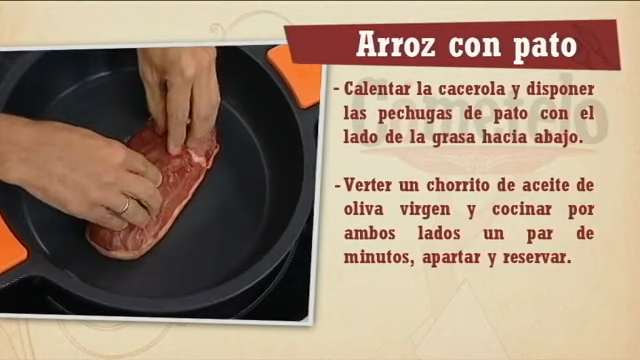 Arroz con pato
- Calentar la cacerola y disponer
las pechugas de pato con el
lado de la grasa hacia abajo.
- Verter un chorrito de aceite de
oliva virgen y cocinar por
ambos lados un par de
minutos, apartar y reservar.